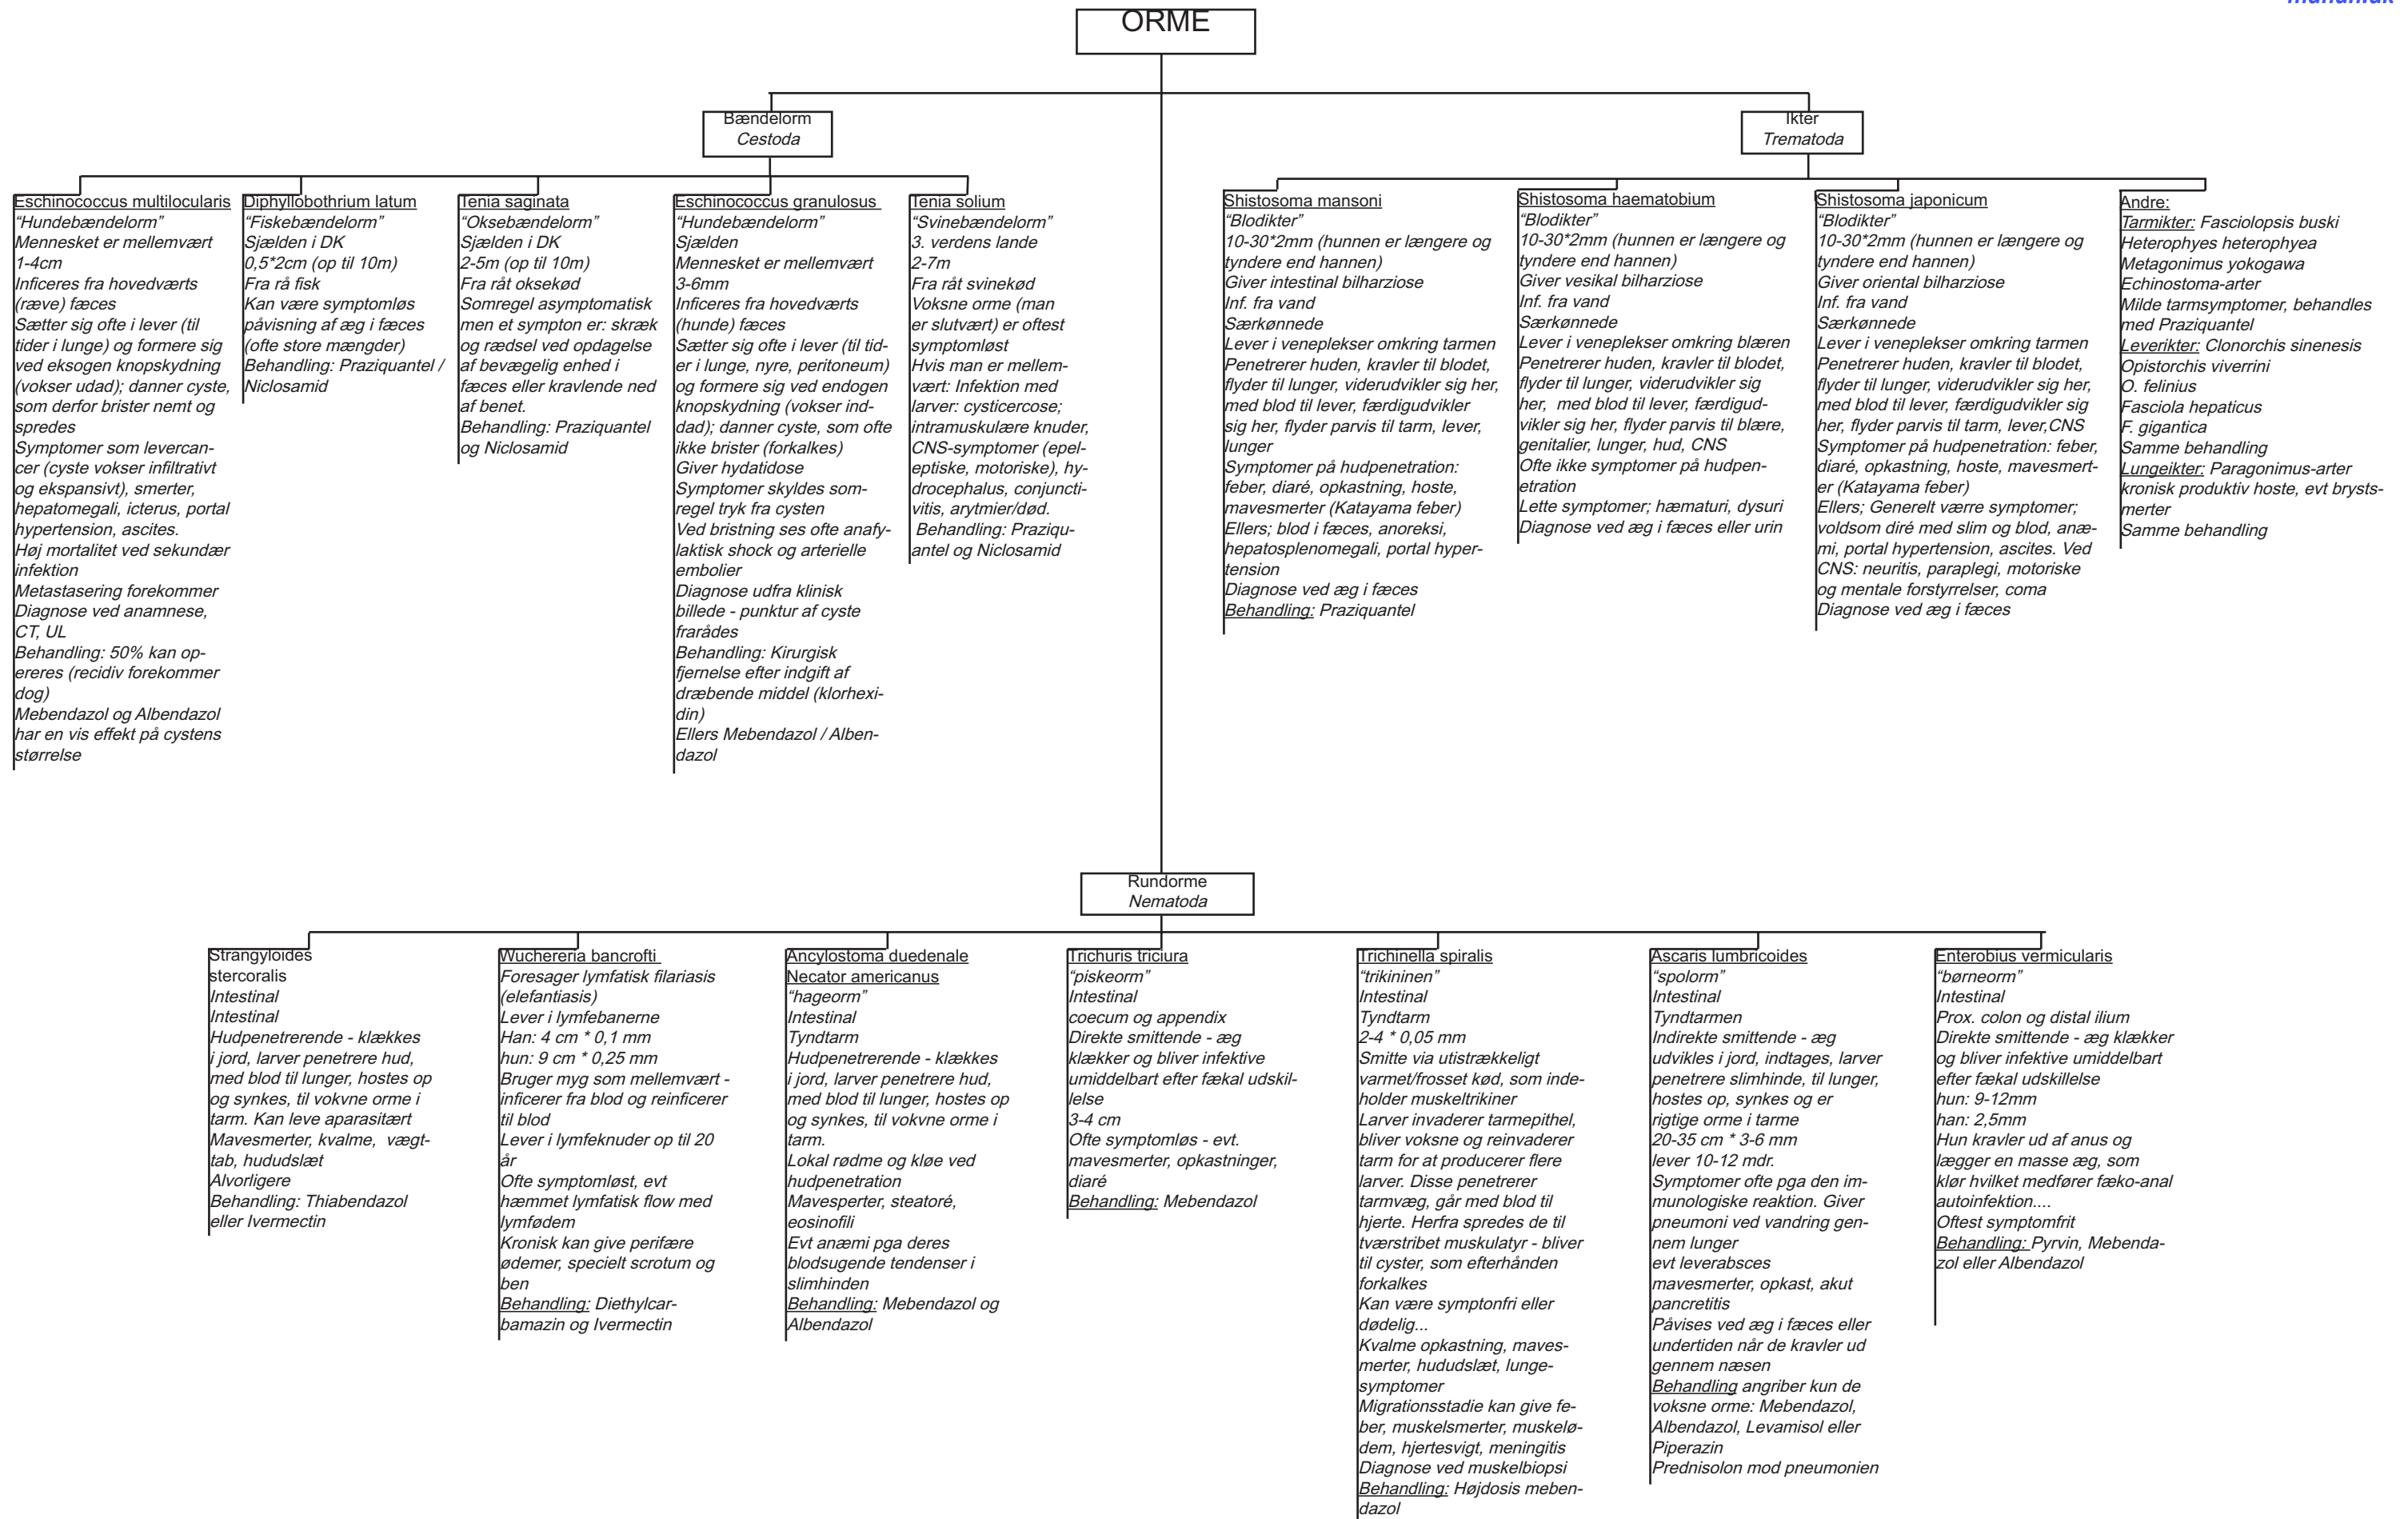 ORME
Bændelorm
Cestoda
Ikter
Trematoda
Eschinococcus multilocularis
“Hundebændelorm”
Mennesket er mellemvært
1-4cm
Inficeres fra hovedværts
(ræve) fæces
Sætter sig ofte i lever (til
tider i lunge) og formere sig
ved eksogen knopskydning
(vokser udad); danner cyste,
som derfor brister nemt og
spredes
Symptomer som levercan-
cer (cyste vokser infiltrativt
og ekspansivt), smerter,
hepatomegali, icterus, portal
hypertension, ascites.
Høj mortalitet ved sekundær
infektion
Metastasering forekommer
Diagnose ved anamnese,
CT, UL
Behandling: 50% kan op-
ereres (recidiv forekommer
dog)
Mebendazol og Albendazol
har en vis effekt på cystens
størrelse
Diphyllobothrium latum
“Fiskebændelorm”
Sjælden i DK
0,5*2cm (op til 10m)
Fra rå fisk
Kan være symptomløs
påvisning af æg i fæces
(ofte store mængder)
Behandling: Praziquantel /
Niclosamid
Tenia saginata
“Oksebændelorm”
Sjælden i DK
2-5m (op til 10m)
Fra råt oksekød
Somregel asymptomatisk
men et sympton er: skræk
og rædsel ved opdagelse
af bevægelig enhed i
fæces eller kravlende ned
af benet.
Behandling: Praziquantel
og Niclosamid
Eschinococcus granulosus
“Hundebændelorm”
Sjælden
Mennesket er mellemvært
3-6mm
Inficeres fra hovedværts
(hunde) fæces
Sætter sig ofte i lever (til tid-
er i lunge, nyre, peritoneum)
og formere sig ved endogen
knopskydning (vokser ind-
dad); danner cyste, som ofte
ikke brister (forkalkes)
Giver hydatidose
Symptomer skyldes som-
regel tryk fra cysten
Ved bristning ses ofte anafy-
laktisk shock og arterielle
embolier
Diagnose udfra klinisk
billede - punktur af cyste
frarådes
Behandling: Kirurgisk
fjernelse efter indgift af
dræbende middel (klorhexi-
din)
Ellers Mebendazol / Alben-
dazol
Tenia solium
“Svinebændelorm”
3. verdens lande
2-7m
Fra råt svinekød
Voksne orme (man
er slutvært) er oftest
symptomløst
Hvis man er mellem-
vært: Infektion med
larver: cysticercose;
intramuskulære knuder,
CNS-symptomer (epel-
eptiske, motoriske), hy-
drocephalus, conjuncti-
vitis, arytmier/død.
Behandling: Praziqu-
antel og Niclosamid
Shistosoma mansoni
“Blodikter”
10-30*2mm (hunnen er længere og
tyndere end hannen)
Giver intestinal bilharziose
Inf. fra vand
Særkønnede
Lever i veneplekser omkring tarmen
Penetrerer huden, kravler til blodet,
flyder til lunger, viderudvikler sig her,
med blod til lever, færdigudvikler
sig her, flyder parvis til tarm, lever,
lunger
Symptomer på hudpenetration:
feber, diaré, opkastning, hoste,
mavesmerter (Katayama feber)
Ellers; blod i fæces, anoreksi,
hepatosplenomegali, portal hyper-
tension
Diagnose ved æg i fæces
Behandling: Praziquantel
Shistosoma haematobium
“Blodikter”
10-30*2mm (hunnen er længere og
tyndere end hannen)
Giver vesikal bilharziose
Inf. fra vand
Særkønnede
Lever i veneplekser omkring blæren
Penetrerer huden, kravler til blodet,
flyder til lunger, viderudvikler sig
her, med blod til lever, færdigud-
vikler sig her, flyder parvis til blære,
genitalier, lunger, hud, CNS
Ofte ikke symptomer på hudpen-
etration
Lette symptomer; hæmaturi, dysuri
Diagnose ved æg i fæces eller urin
Shistosoma japonicum
“Blodikter”
10-30*2mm (hunnen er længere og
tyndere end hannen)
Giver oriental bilharziose
Inf. fra vand
Særkønnede
Lever i veneplekser omkring tarmen
Penetrerer huden, kravler til blodet,
flyder til lunger, viderudvikler sig her,
med blod til lever, færdigudvikler sig
her, flyder parvis til tarm, lever,CNS
Symptomer på hudpenetration: feber,
diaré, opkastning, hoste, mavesmert-
er (Katayama feber)
Ellers; Generelt værre symptomer;
voldsom diré med slim og blod, anæ-
mi, portal hypertension, ascites. Ved
CNS: neuritis, paraplegi, motoriske
og mentale forstyrrelser, coma
Diagnose ved æg i fæces
Andre:
Tarmikter: Fasciolopsis buski
Heterophyes heterophyea
Metagonimus yokogawa
Echinostoma-arter
Milde tarmsymptomer, behandles
med Praziquantel
Leverikter: Clonorchis sinenesis
Opistorchis viverrini
O. felinius
Fasciola hepaticus
F. gigantica
Samme behandling
Lungeikter: Paragonimus-arter
kronisk produktiv hoste, evt brysts-
merter
Samme behandling
Rundorme
Nematoda
Strangyloides
stercoralis
Intestinal
Intestinal
Hudpenetrerende - klækkes
i jord, larver penetrere hud,
med blod til lunger, hostes op
og synkes, til vokvne orme i
tarm. Kan leve aparasitært
Mavesmerter, kvalme, vægt-
tab, hududslæt
Alvorligere
Behandling: Thiabendazol
eller Ivermectin
Wuchereria bancrofti
Foresager lymfatisk filariasis
(elefantiasis)
Lever i lymfebanerne
Han: 4 cm * 0,1 mm
hun: 9 cm * 0,25 mm
Bruger myg som mellemvært -
inficerer fra blod og reinficerer
til blod
Lever i lymfeknuder op til 20
år
Ofte symptomløst, evt
hæmmet lymfatisk flow med
lymfødem
Kronisk kan give perifære
ødemer, specielt scrotum og
ben
Behandling: Diethylcar-
bamazin og Ivermectin
Ancylostoma duedenale
Necator americanus
“hageorm”
Intestinal
Tyndtarm
Hudpenetrerende - klækkes
i jord, larver penetrere hud,
med blod til lunger, hostes op
og synkes, til vokvne orme i
tarm.
Lokal rødme og kløe ved
hudpenetration
Mavesperter, steatoré,
eosinofili
Evt anæmi pga deres
blodsugende tendenser i
slimhinden
Behandling: Mebendazol og
Albendazol
Trichuris triciura
“piskeorm”
Intestinal
coecum og appendix
Direkte smittende - æg
klækker og bliver infektive
umiddelbart efter fækal udskil-
lelse
3-4 cm
Ofte symptomløs - evt.
mavesmerter, opkastninger,
diaré
Behandling: Mebendazol
Trichinella spiralis
“trikininen”
Intestinal
Tyndtarm
2-4 * 0,05 mm
Smitte via utistrækkeligt
varmet/frosset kød, som inde-
holder muskeltrikiner
Larver invaderer tarmepithel,
bliver voksne og reinvaderer
tarm for at producerer flere
larver. Disse penetrerer
tarmvæg, går med blod til
hjerte. Herfra spredes de til
tværstribet muskulatyr - bliver
til cyster, som efterhånden
forkalkes
Kan være symptonfri eller
dødelig...
Kvalme opkastning, maves-
merter, hududslæt, lunge-
symptomer
Migrationsstadie kan give fe-
ber, muskelsmerter, muskelø-
dem, hjertesvigt, meningitis
Diagnose ved muskelbiopsi
Behandling: Højdosis meben-
dazol
Ascaris lumbricoides
“spolorm”
Intestinal
Tyndtarmen
Indirekte smittende - æg
udvikles i jord, indtages, larver
penetrere slimhinde, til lunger,
hostes op, synkes og er
rigtige orme i tarme
20-35 cm * 3-6 mm
lever 10-12 mdr.
Symptomer ofte pga den im-
munologiske reaktion. Giver
pneumoni ved vandring gen-
nem lunger
evt leverabsces
mavesmerter, opkast, akut
pancretitis
Påvises ved æg i fæces eller
undertiden når de kravler ud
gennem næsen
Behandling angriber kun de
voksne orme: Mebendazol,
Albendazol, Levamisol eller
Piperazin
Prednisolon mod pneumonien
Enterobius vermicularis
“børneorm”
Intestinal
Prox. colon og distal ilium
Direkte smittende - æg klækker
og bliver infektive umiddelbart
efter fækal udskillelse
hun: 9-12mm
han: 2,5mm
Hun kravler ud af anus og
lægger en masse æg, som
klør hvilket medfører fæko-anal
autoinfektion....
Oftest symptomfrit
Behandling: Pyrvin, Mebenda-
zol eller Albendazol